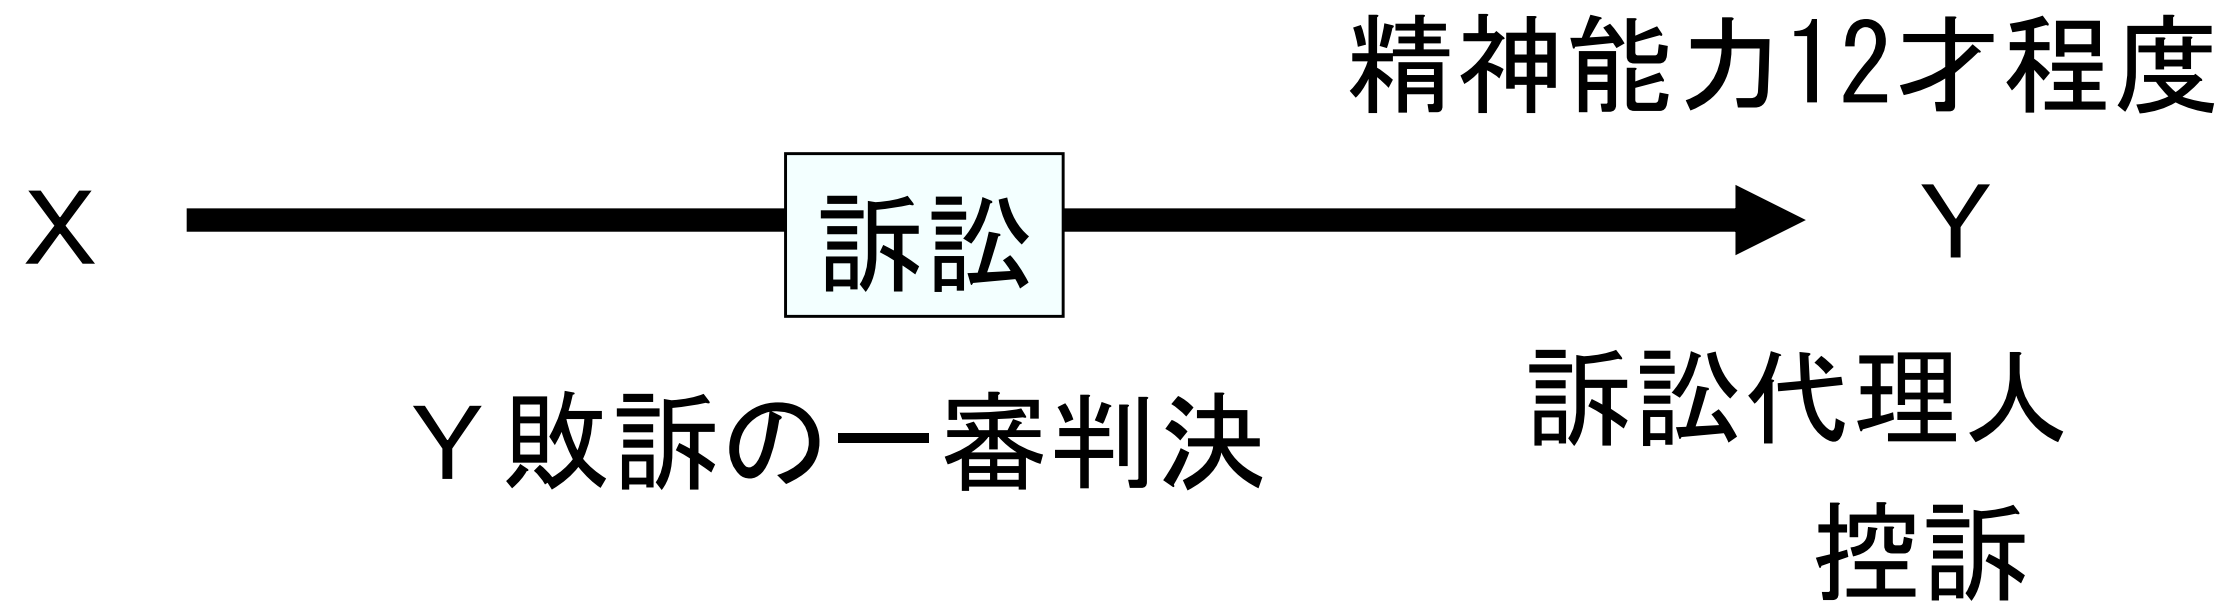 精神能力12才程度
X
訴訟
Y
Y敗訴の一審判決
訴訟代理人
控訴